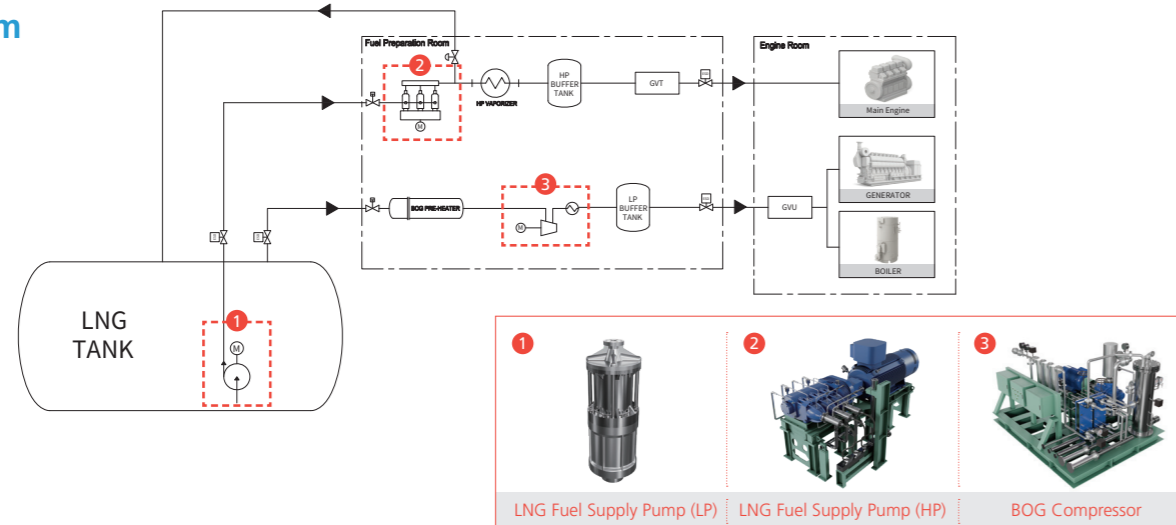 m
Fuel Preparation Room
Engine Room
2
HP
BUFFER
TANK
GVT
HP VAPORIZER
M
Main Engine
3
BOG PRE-HEATER
M
LP
BUFFER
TANK
GVU
GENERATOR
BOILER
LNG
TANK
1
M
1
2
3
LNG Fuel Supply Pump (LP)
LNG Fuel Supply Pump (HP)
BOG Compressor